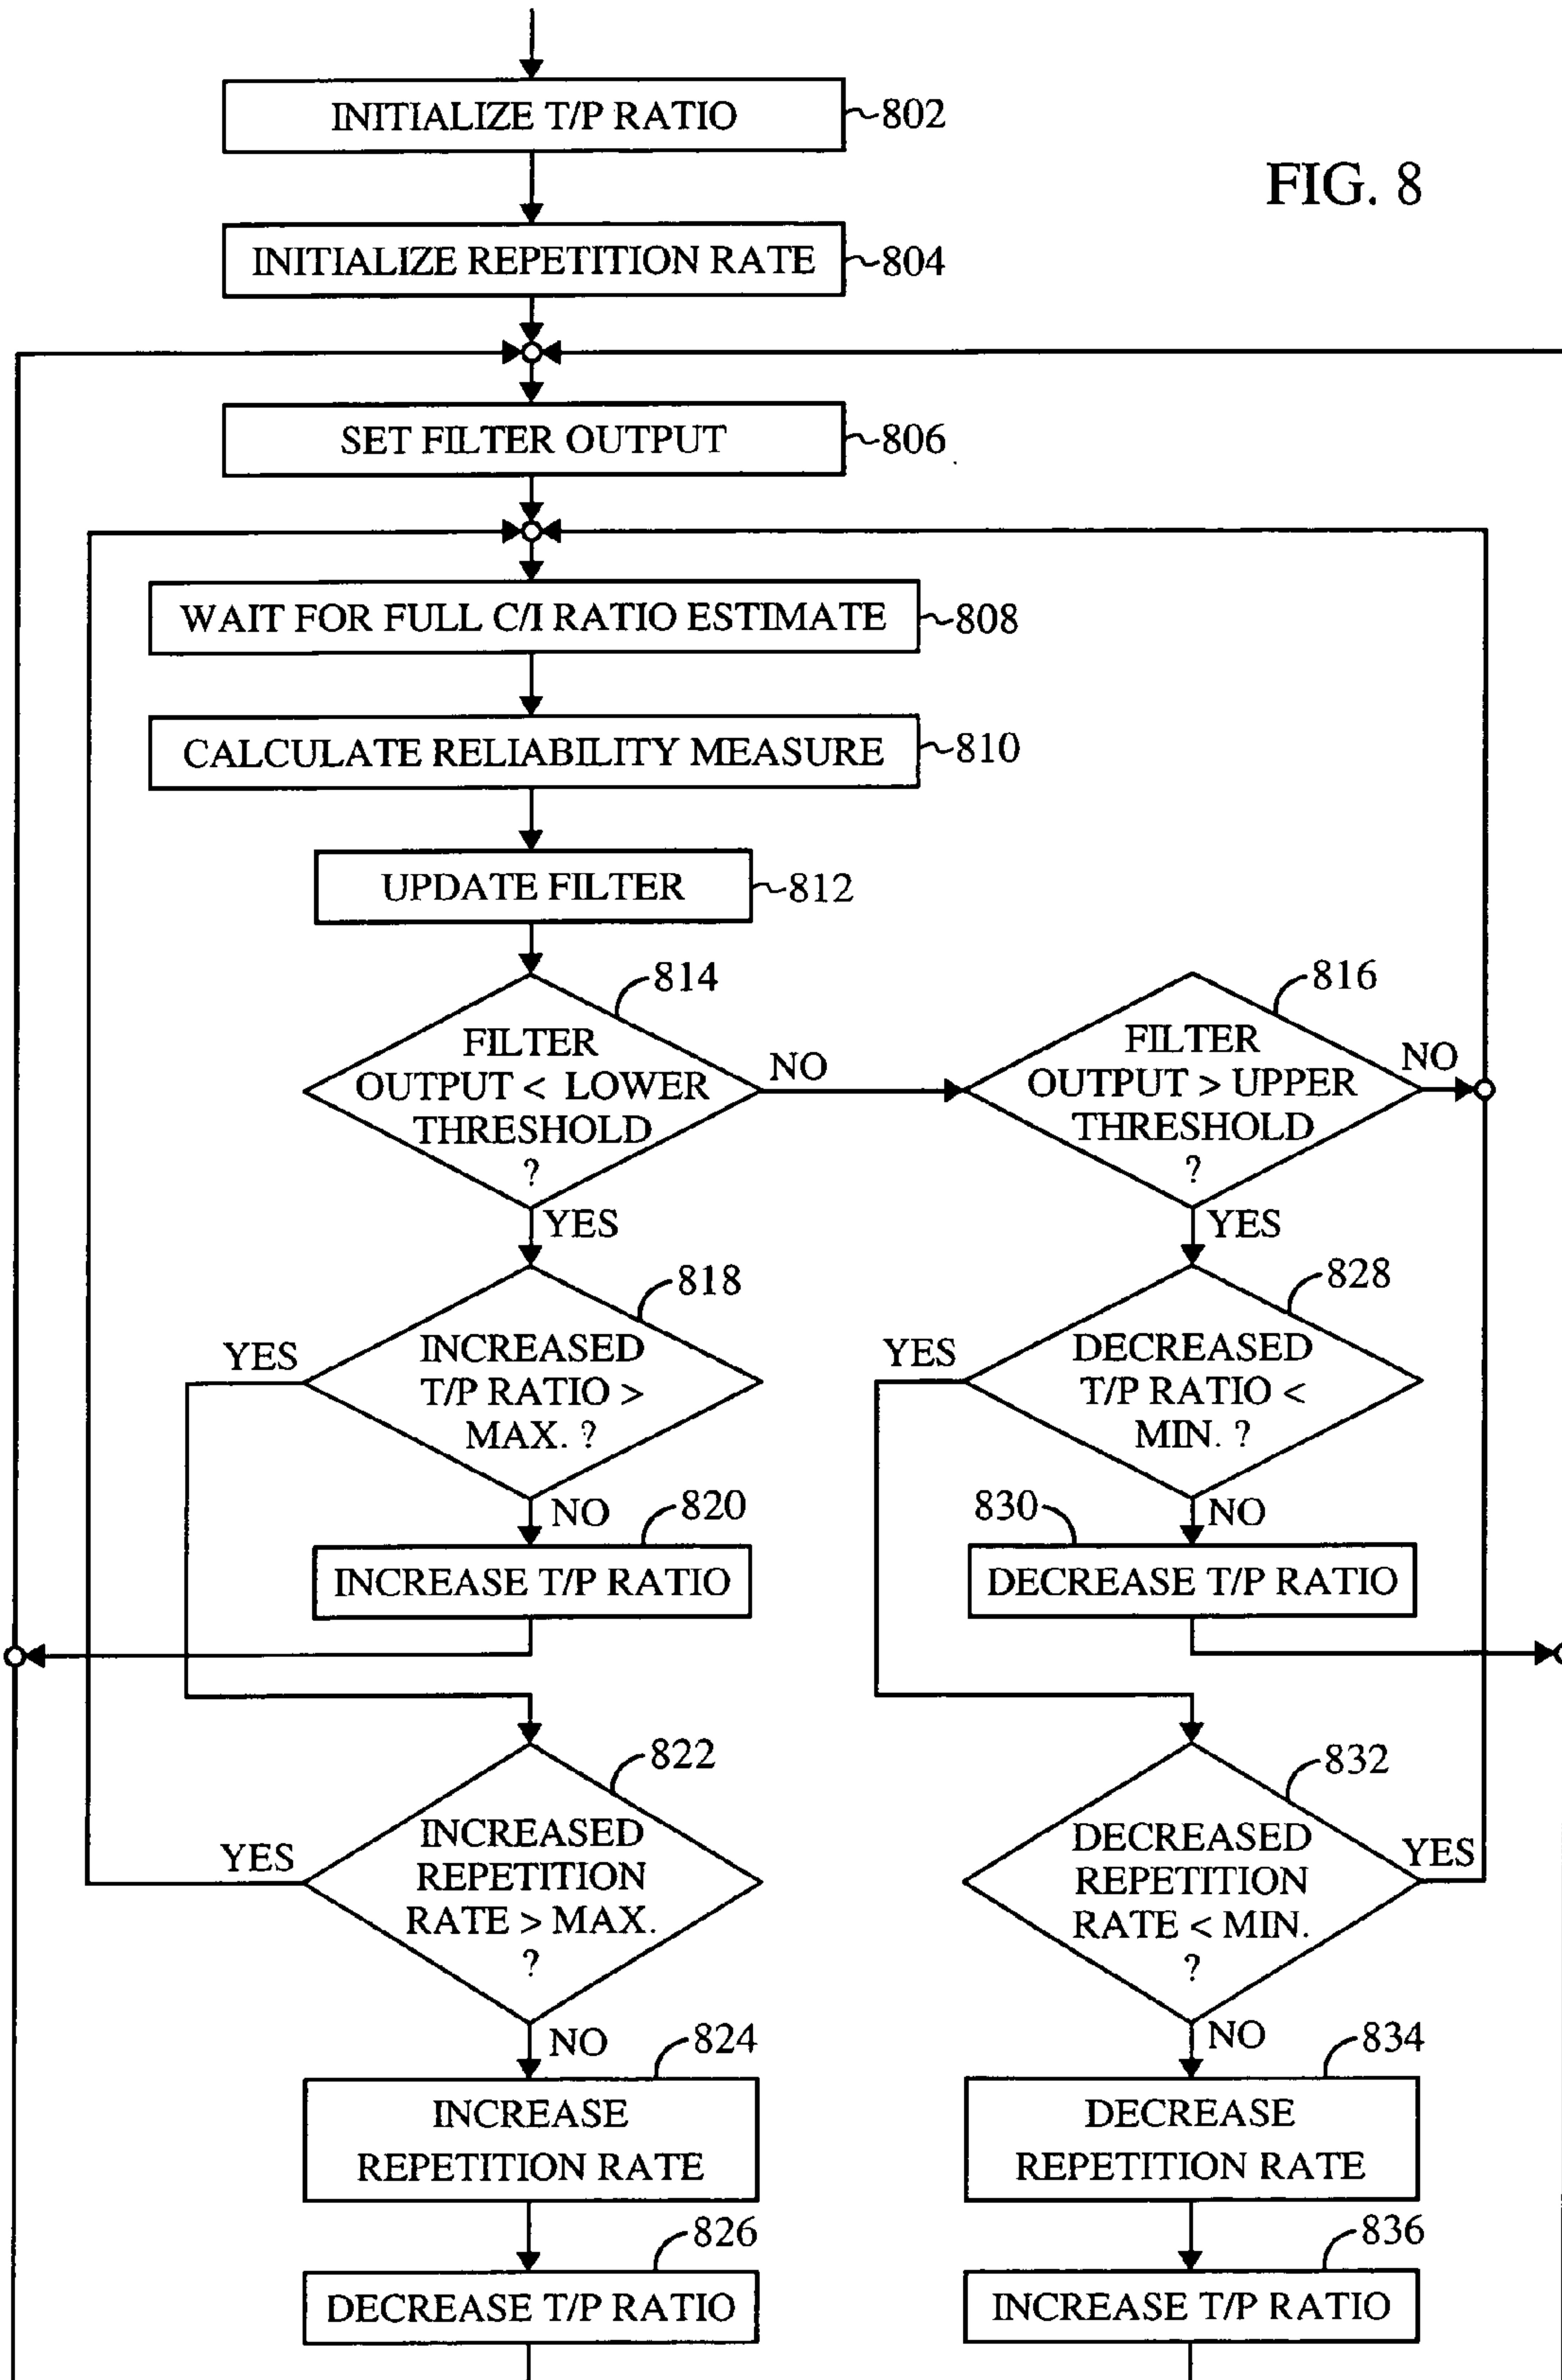 INITIALIZE T/P RATIO
802
FIG. 8
INITIALIZE REPETITION RATE
804
SET FILTER OUTPUT
806
WAIT FOR FULL C/I RATIO ESTIMATE
808
CALCULATE RELIABILITY MEASURE
810
UPDATE FILTER
812
814
FILTER
OUTPUT < LOWER
THRESHOLD
?
NO
YES
816
FILTER
OUTPUT > UPPER
THRESHOLD
?
NO
YES
818
INCREASED
T/P RATIO >
MAX. ?
YES
NO
828
DECREASED
T/P RATIO <
MIN. ?
YES
NO
820
INCREASE T/P RATIO
830
DECREASE T/P RATIO
822
INCREASED
REPETITION
RATE > MAX.
?
YES
NO
832
DECREASED
REPETITION
RATE < MIN.
?
YES
NO
824
INCREASE
REPETITION RATE
834
DECREASE
REPETITION RATE
826
DECREASE T/P RATIO
836
INCREASE T/P RATIO